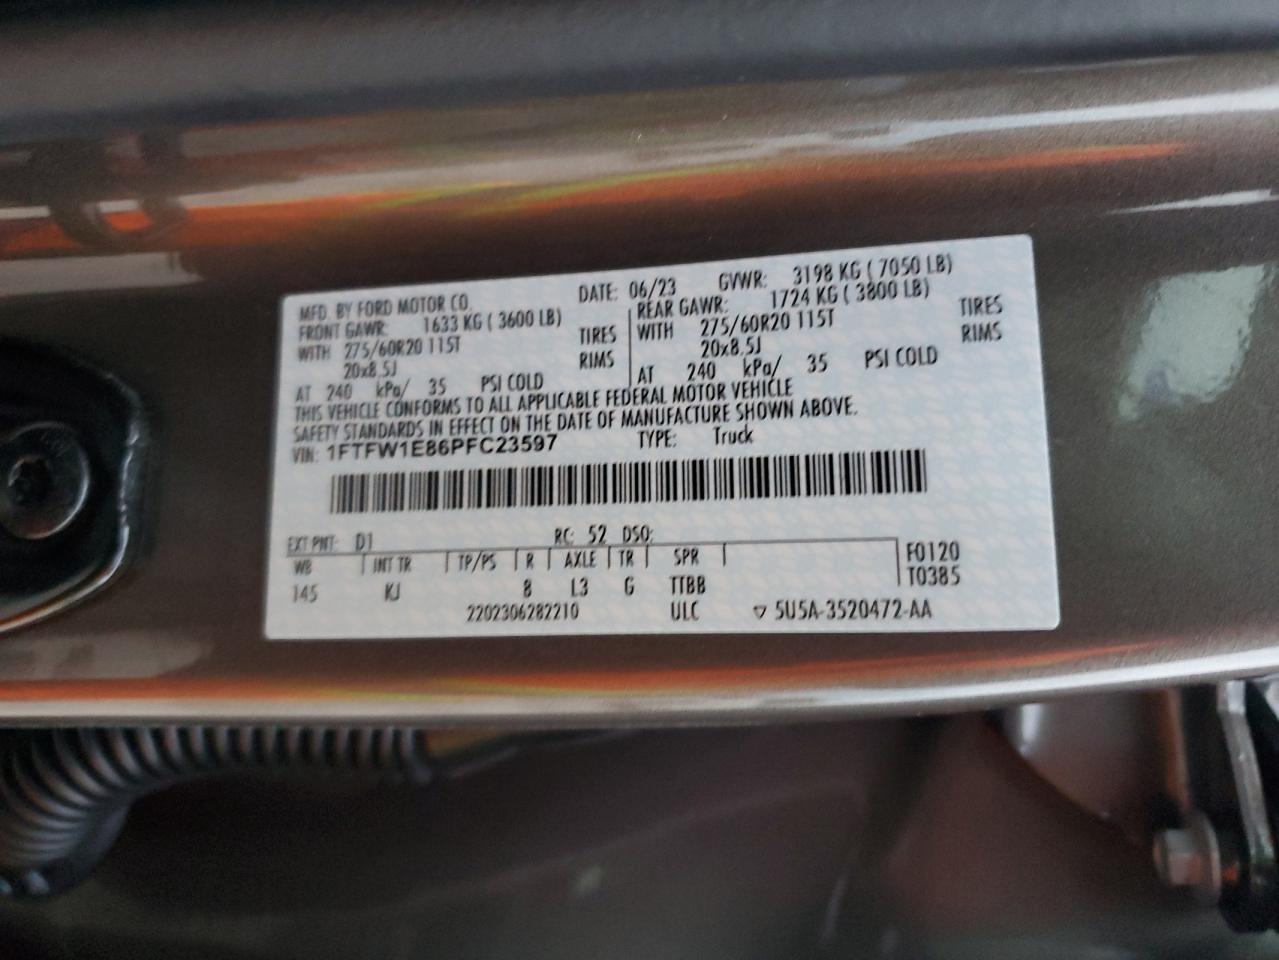 MFD. BY FORD MOTOR CO. DATE: 06/23 GVWR: 3198 KG ( 7050 LB)
FRONT GAWR: 1633 KG ( 3600 LB) REAR GAWR: 1724 KG ( 3800 LB)
WITH 275/60R20 115T TIRES WITH 275/60R20 115T TIRES
20x8.5J RIMS 20x8.5J RIMS
AT 240 kPa/ 35 PSI COLD AT 240 kPa/ 35 PSI COLD
THIS VEHICLE CONFORMS TO ALL APPLICABLE FEDERAL MOTOR VEHICLE
SAFETY STANDARDS IN EFFECT ON THE DATE OF MANUFACTURE SHOWN ABOVE.
VIN: 1FTFW1E86PFC23597 TYPE: Truck
EXT PNT: D1 RC: 52 DSO:
WB INT TR TP/PS R AXLE TR SPR F0120
145 KJ 8 L3 G TTBB T0385
2202306282210 ULC ▽ 5U5A-3520472-AA